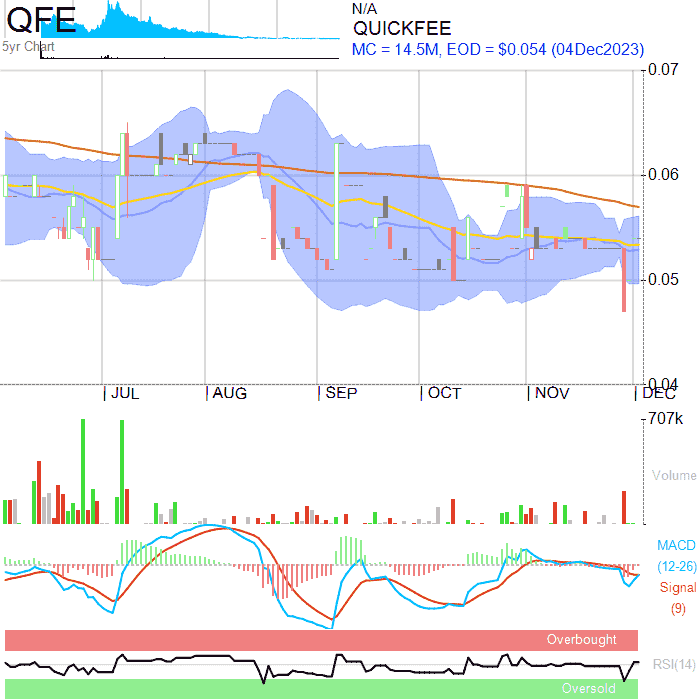 QFE
5yr Chart
N/A
QUICKFEE
MC = 14.5M, EOD = $0.054 (04Dec2023)
0.07
0.06
0.05
0.04
JUL AUG SEP OCT NOV DEC
707k
Volume
MACD
(12-26)
Signal
(9)
Overbought
RSI(14)
Oversold